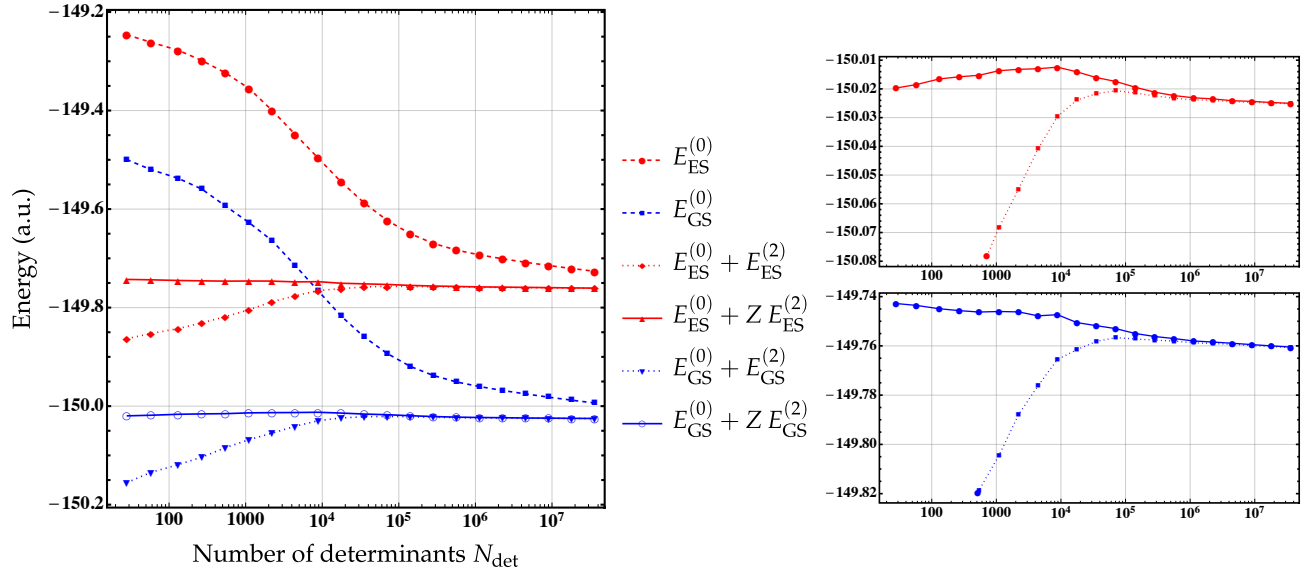 Energy (a.u.)
−149.2
−149.4
−149.6
−149.8
−150.0
−150.2
100 1000 10^4 10^5 10^6 10^7
Number of determinants N_det
E_ES^(0)
E_GS^(0)
E_ES^(0) + E_ES^(2)
E_ES^(0) + Z E_ES^(2)
E_GS^(0) + E_GS^(2)
E_GS^(0) + Z E_GS^(2)
−150.01
−150.02
−150.03
−150.04
−150.05
−150.06
−150.07
−150.08
100 1000 10^4 10^5 10^6 10^7
−149.74
−149.76
−149.78
−149.80
−149.82
100 1000 10^4 10^5 10^6 10^7